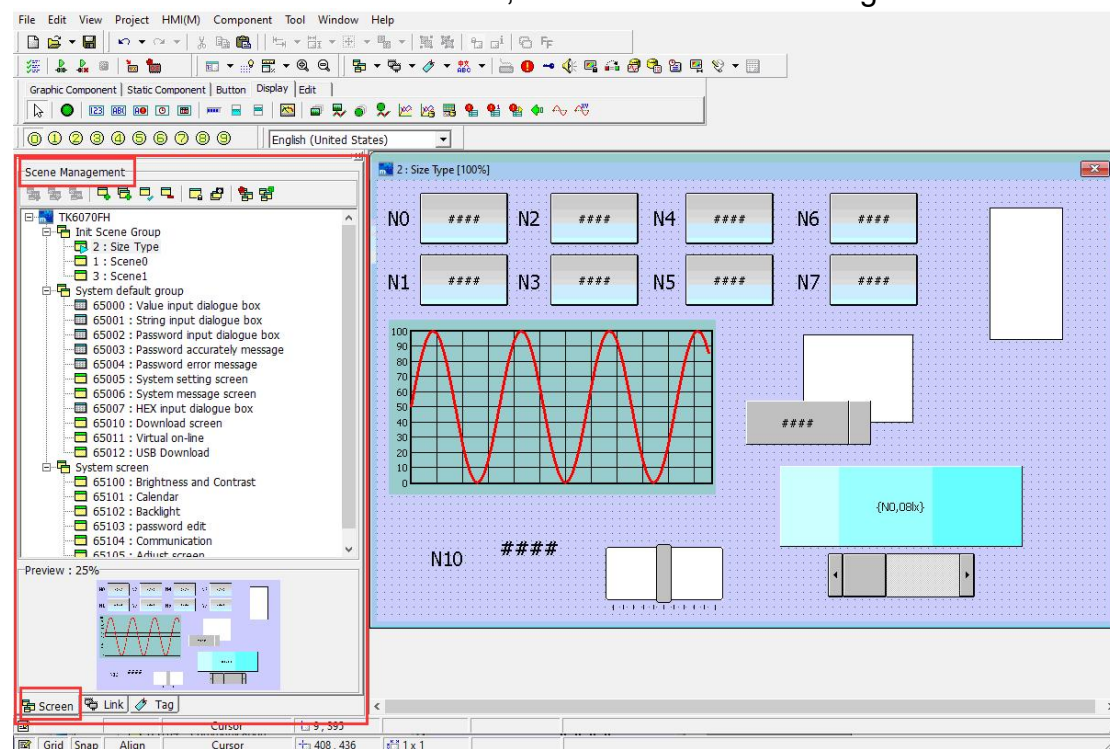 File Edit View Project HMI(M) Component Tool Window Help
Graphic Component Static Component Button Display Edit
English (United States)
Scene Management
TK6070FH
Init Scene Group
2 : Size Type
1 : Scene0
3 : Scene1
System default group
65000 : Value input dialogue box
65001 : String input dialogue box
65002 : Password input dialogue box
65003 : Password accurately message
65004 : Password error message
65005 : System setting screen
65006 : System message screen
65007 : HEX input dialogue box
65010 : Download screen
65011 : Virtual on-line
65012 : USB Download
System screen
65100 : Brightness and Contrast
65101 : Calendar
65102 : Backlight
65103 : password edit
65104 : Communication
65105 : Adjust screen
Preview : 25%
Screen Link Tag
2 : Size Type [100%]
N0 #### N2 #### N4 #### N6 ####
N1 #### N3 #### N5 #### N7 ####
100
90
80
70
60
50
40
30
20
10
0
####
{N0,08lx}
N10 ####
Cursor 9 , 593
Grid Snap Align Cursor 408 , 436 1 x 1